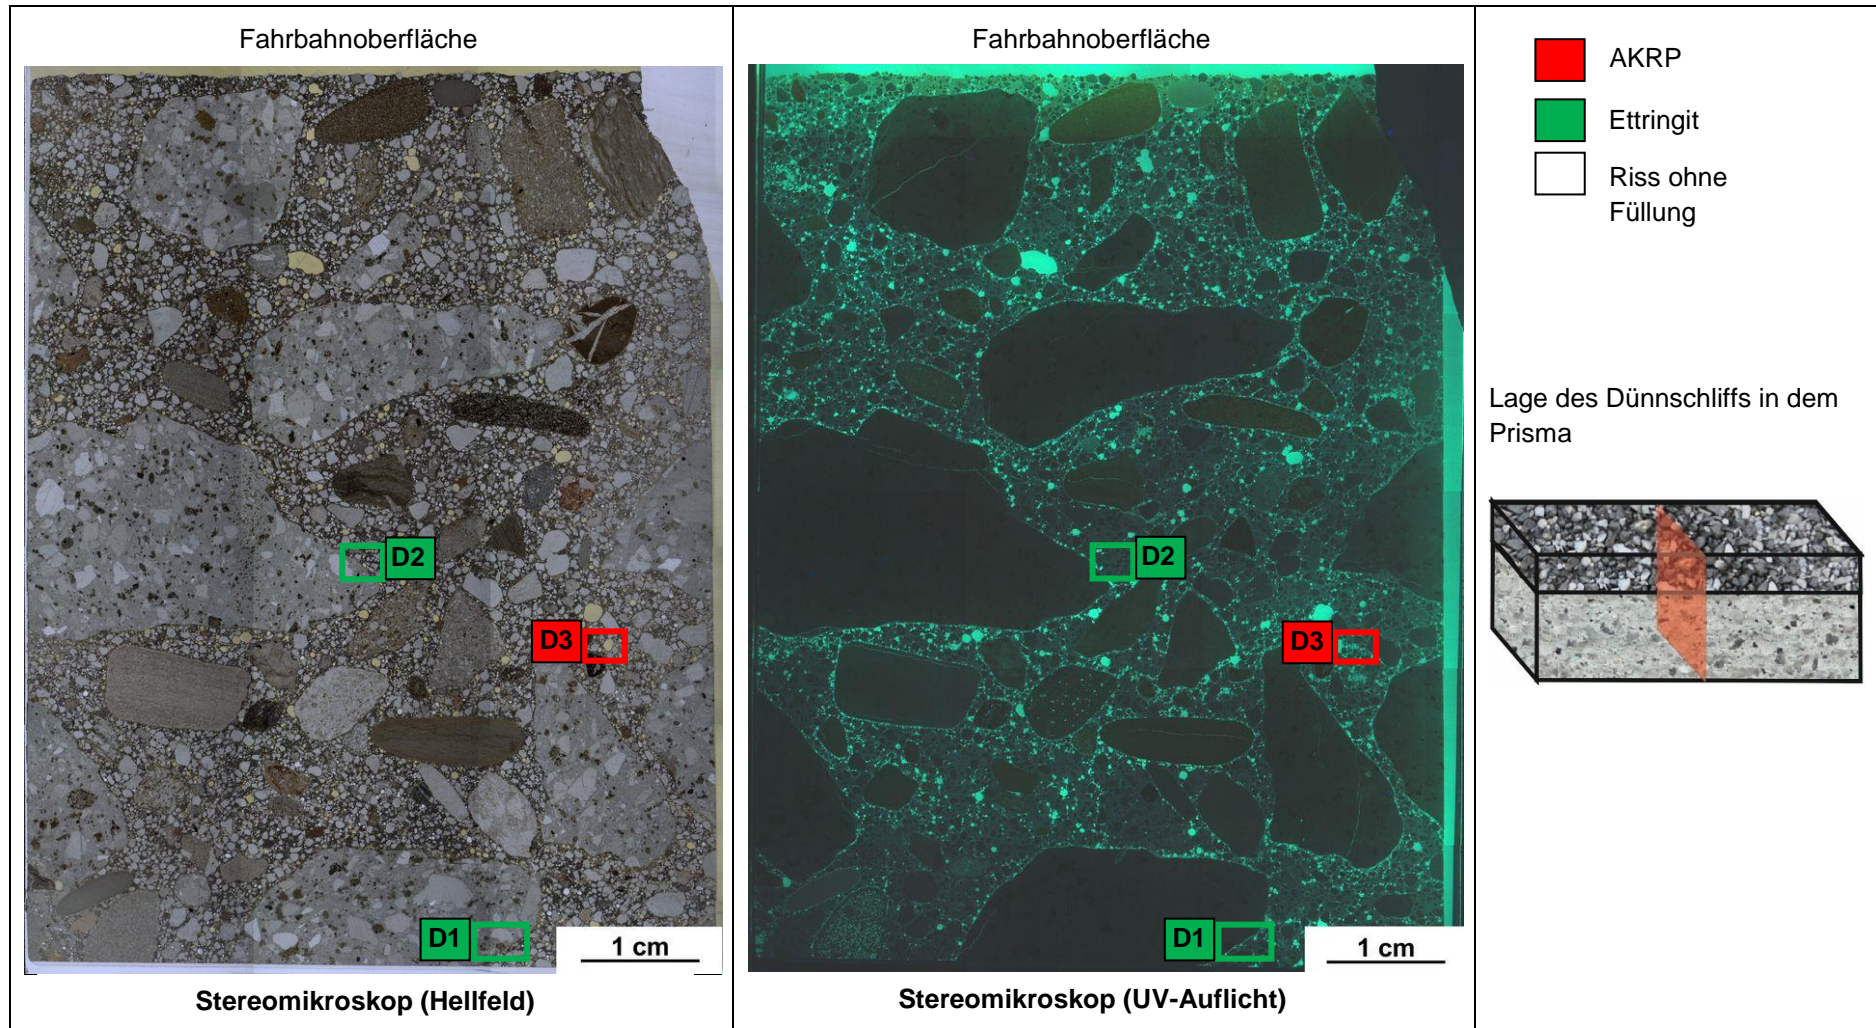 Fahrbahnoberfläche
D2
D3
D1
1 cm
Stereomikroskop (Hellfeld)
Fahrbahnoberfläche
D2
D3
D1
1 cm
Stereomikroskop (UV-Auflicht)
AKRP
Ettringit
Riss ohne
Füllung
Lage des Dünnschliffs in dem
Prisma